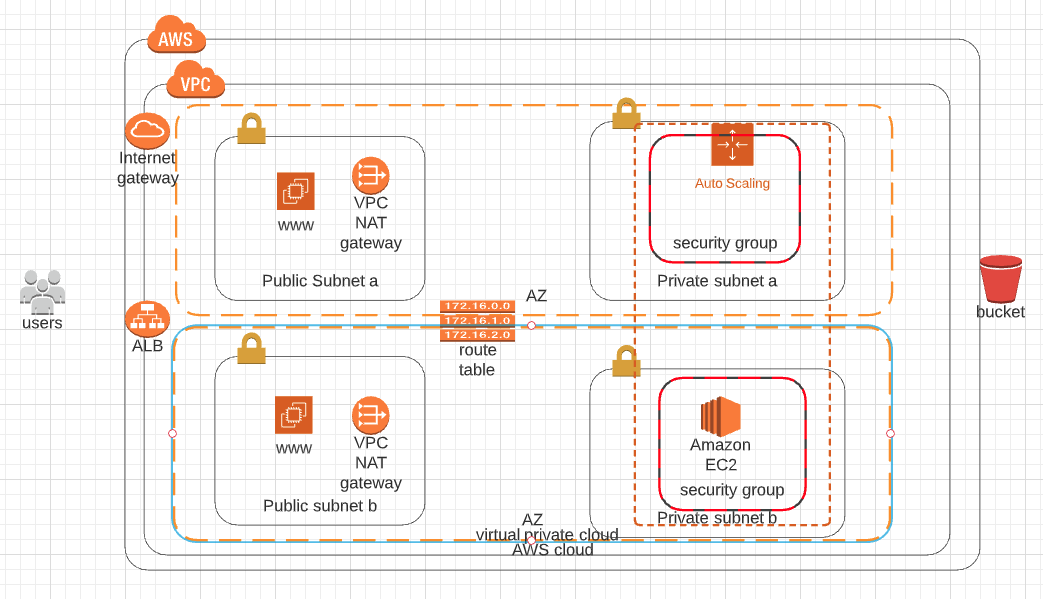 AWS
VPC
Internet
gateway
www
VPC
NAT
gateway
Public Subnet a
Auto Scaling
security group
Private subnet a
users
bucket
AZ
172.16.0.0
172.16.1.0
172.16.2.0
route
table
ALB
www
VPC
NAT
gateway
Public subnet b
Amazon
EC2
security group
Private subnet b
AZ
virtual private cloud
AWS cloud